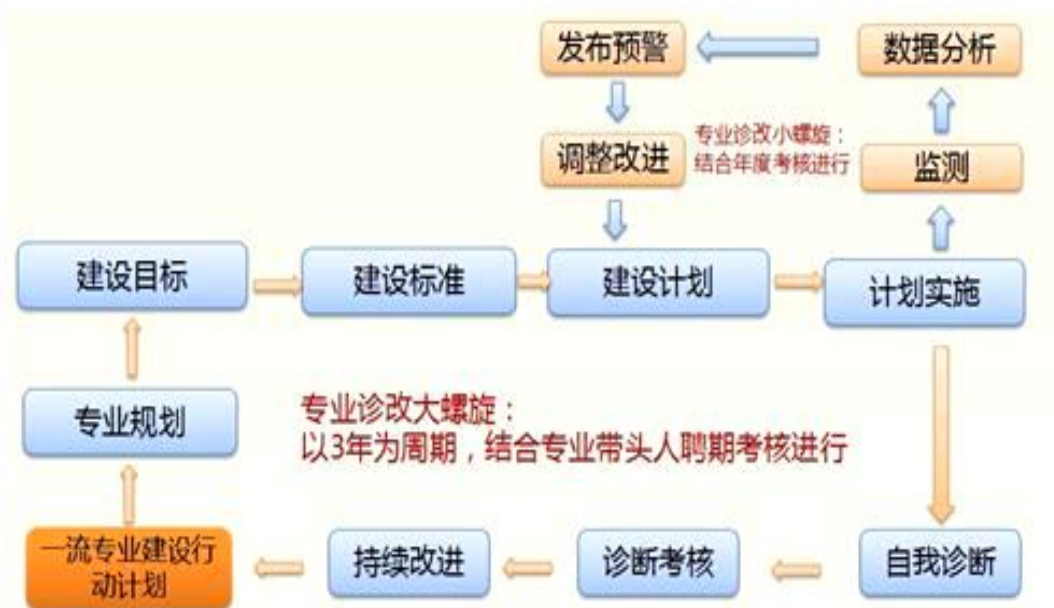 发布预警
数据分析
调整改进
专业诊改小螺旋：
结合年度考核进行
监测
建设目标
建设标准
建设计划
计划实施
专业规划
专业诊改大螺旋：
以3年为周期，结合专业带头人聘期考核进行
一流专业建设行
动计划
持续改进
诊断考核
自我诊断